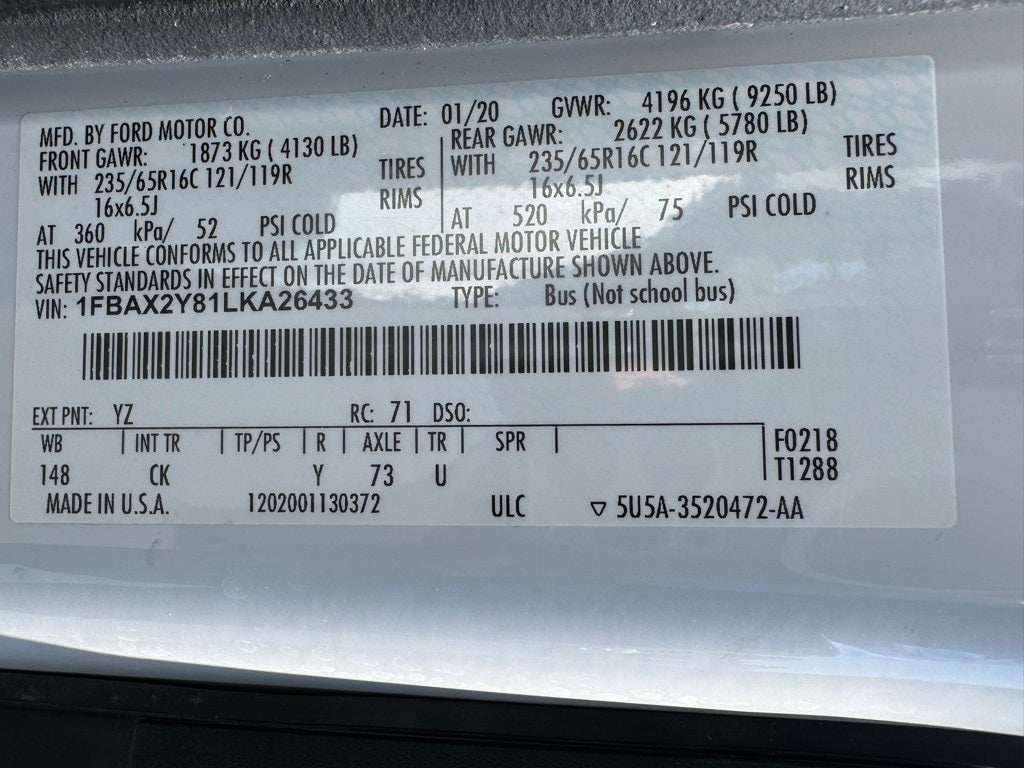 MFD. BY FORD MOTOR CO. DATE: 01/20 GVWR: 4196 KG ( 9250 LB)
FRONT GAWR: 1873 KG ( 4130 LB) REAR GAWR: 2622 KG ( 5780 LB)
WITH 235/65R16C 121/119R TIRES WITH 235/65R16C 121/119R TIRES
16x6.5J RIMS 16x6.5J RIMS
AT 360 kPa/ 52 PSI COLD AT 520 kPa/ 75 PSI COLD
THIS VEHICLE CONFORMS TO ALL APPLICABLE FEDERAL MOTOR VEHICLE
SAFETY STANDARDS IN EFFECT ON THE DATE OF MANUFACTURE SHOWN ABOVE.
VIN: 1FBAX2Y81LKA26433 TYPE: Bus (Not school bus)
EXT PNT: YZ RC: 71 DSO:
WB INT TR TP/PS R AXLE TR SPR F0218
148 CK Y 73 U T1288
MADE IN U.S.A. 1202001130372 ULC ▽ 5U5A-3520472-AA